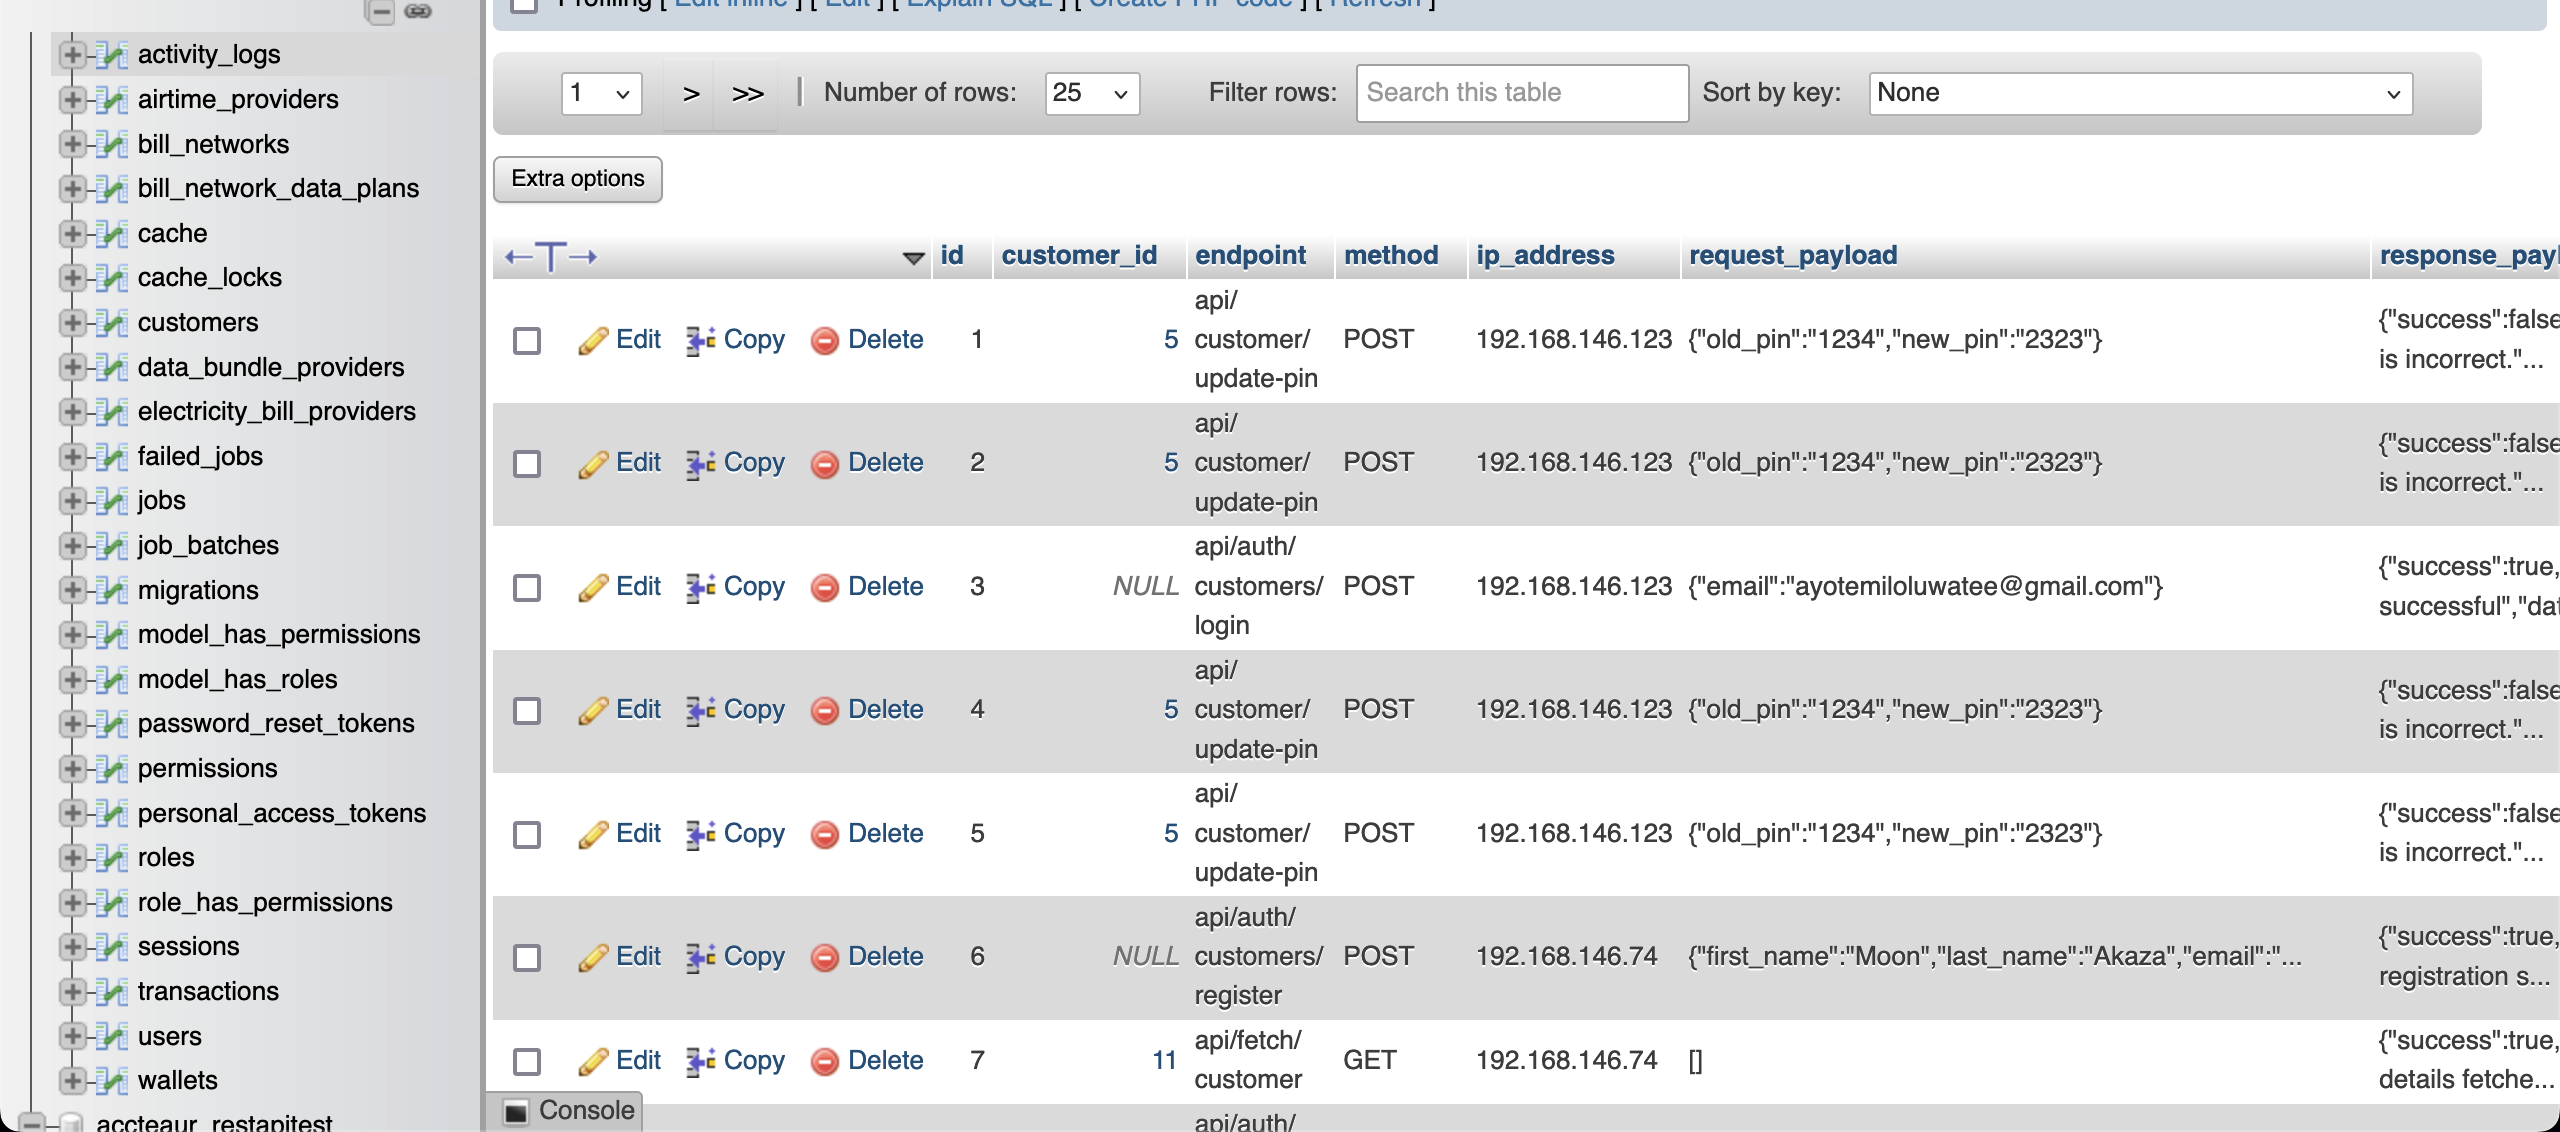 Profiling [ Edit inline ] [ Edit ] [ Explain SQL ] [ Create PHP code ] [ Refresh ]
1 > >> | Number of rows: 25 Filter rows: Search this table Sort by key: None
Extra options
activity_logs
airtime_providers
bill_networks
bill_network_data_plans
cache
cache_locks
customers
data_bundle_providers
electricity_bill_providers
failed_jobs
jobs
job_batches
migrations
model_has_permissions
model_has_roles
password_reset_tokens
permissions
personal_access_tokens
roles
role_has_permissions
sessions
transactions
users
wallets
accteaur_restapitest
←T→ id customer_id endpoint method ip_address request_payload response_payl
Edit Copy Delete 1 5 api/
customer/
update-pin POST 192.168.146.123 {"old_pin":"1234","new_pin":"2323"} {"success":false
is incorrect."...
Edit Copy Delete 2 5 api/
customer/
update-pin POST 192.168.146.123 {"old_pin":"1234","new_pin":"2323"} {"success":false
is incorrect."...
Edit Copy Delete 3 NULL api/auth/
customers/
login POST 192.168.146.123 {"email":"ayotemiloluwatee@gmail.com"} {"success":true,
successful","dat
Edit Copy Delete 4 5 api/
customer/
update-pin POST 192.168.146.123 {"old_pin":"1234","new_pin":"2323"} {"success":false
is incorrect."...
Edit Copy Delete 5 5 api/
customer/
update-pin POST 192.168.146.123 {"old_pin":"1234","new_pin":"2323"} {"success":false
is incorrect."...
Edit Copy Delete 6 NULL api/auth/
customers/
register POST 192.168.146.74 {"first_name":"Moon","last_name":"Akaza","email":"... {"success":true,
registration s...
Edit Copy Delete 7 11 api/fetch/
customer GET 192.168.146.74 [] {"success":true,
details fetche...
api/auth/
Console